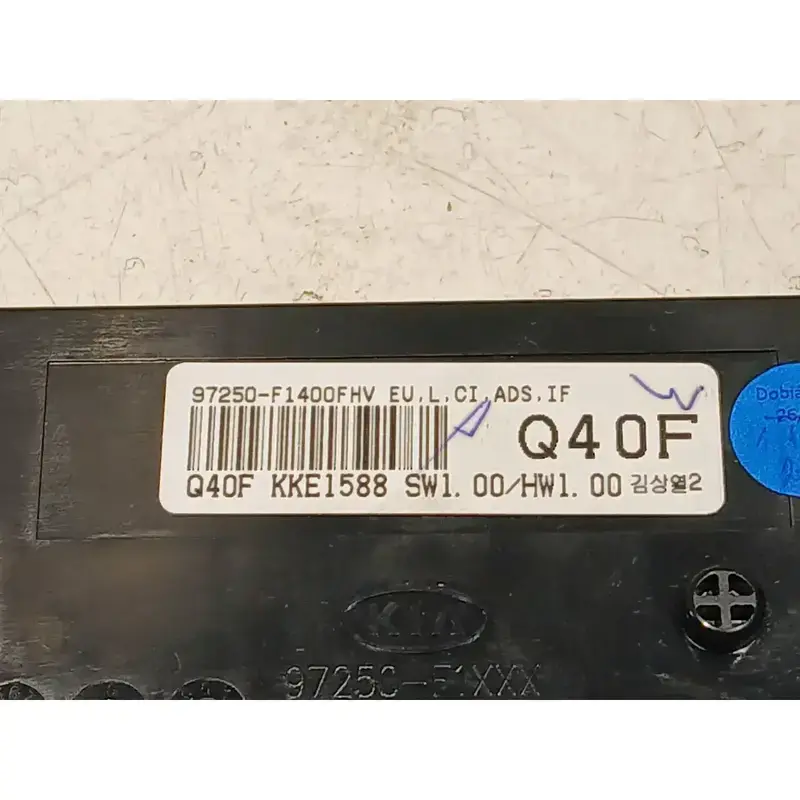 97250-F1400FHV EU,L,CI,ADS,IF
Q40F
Q40F KKE1588 SW1.00/HW1.00 김상열2
KIA
97250-F1XXX